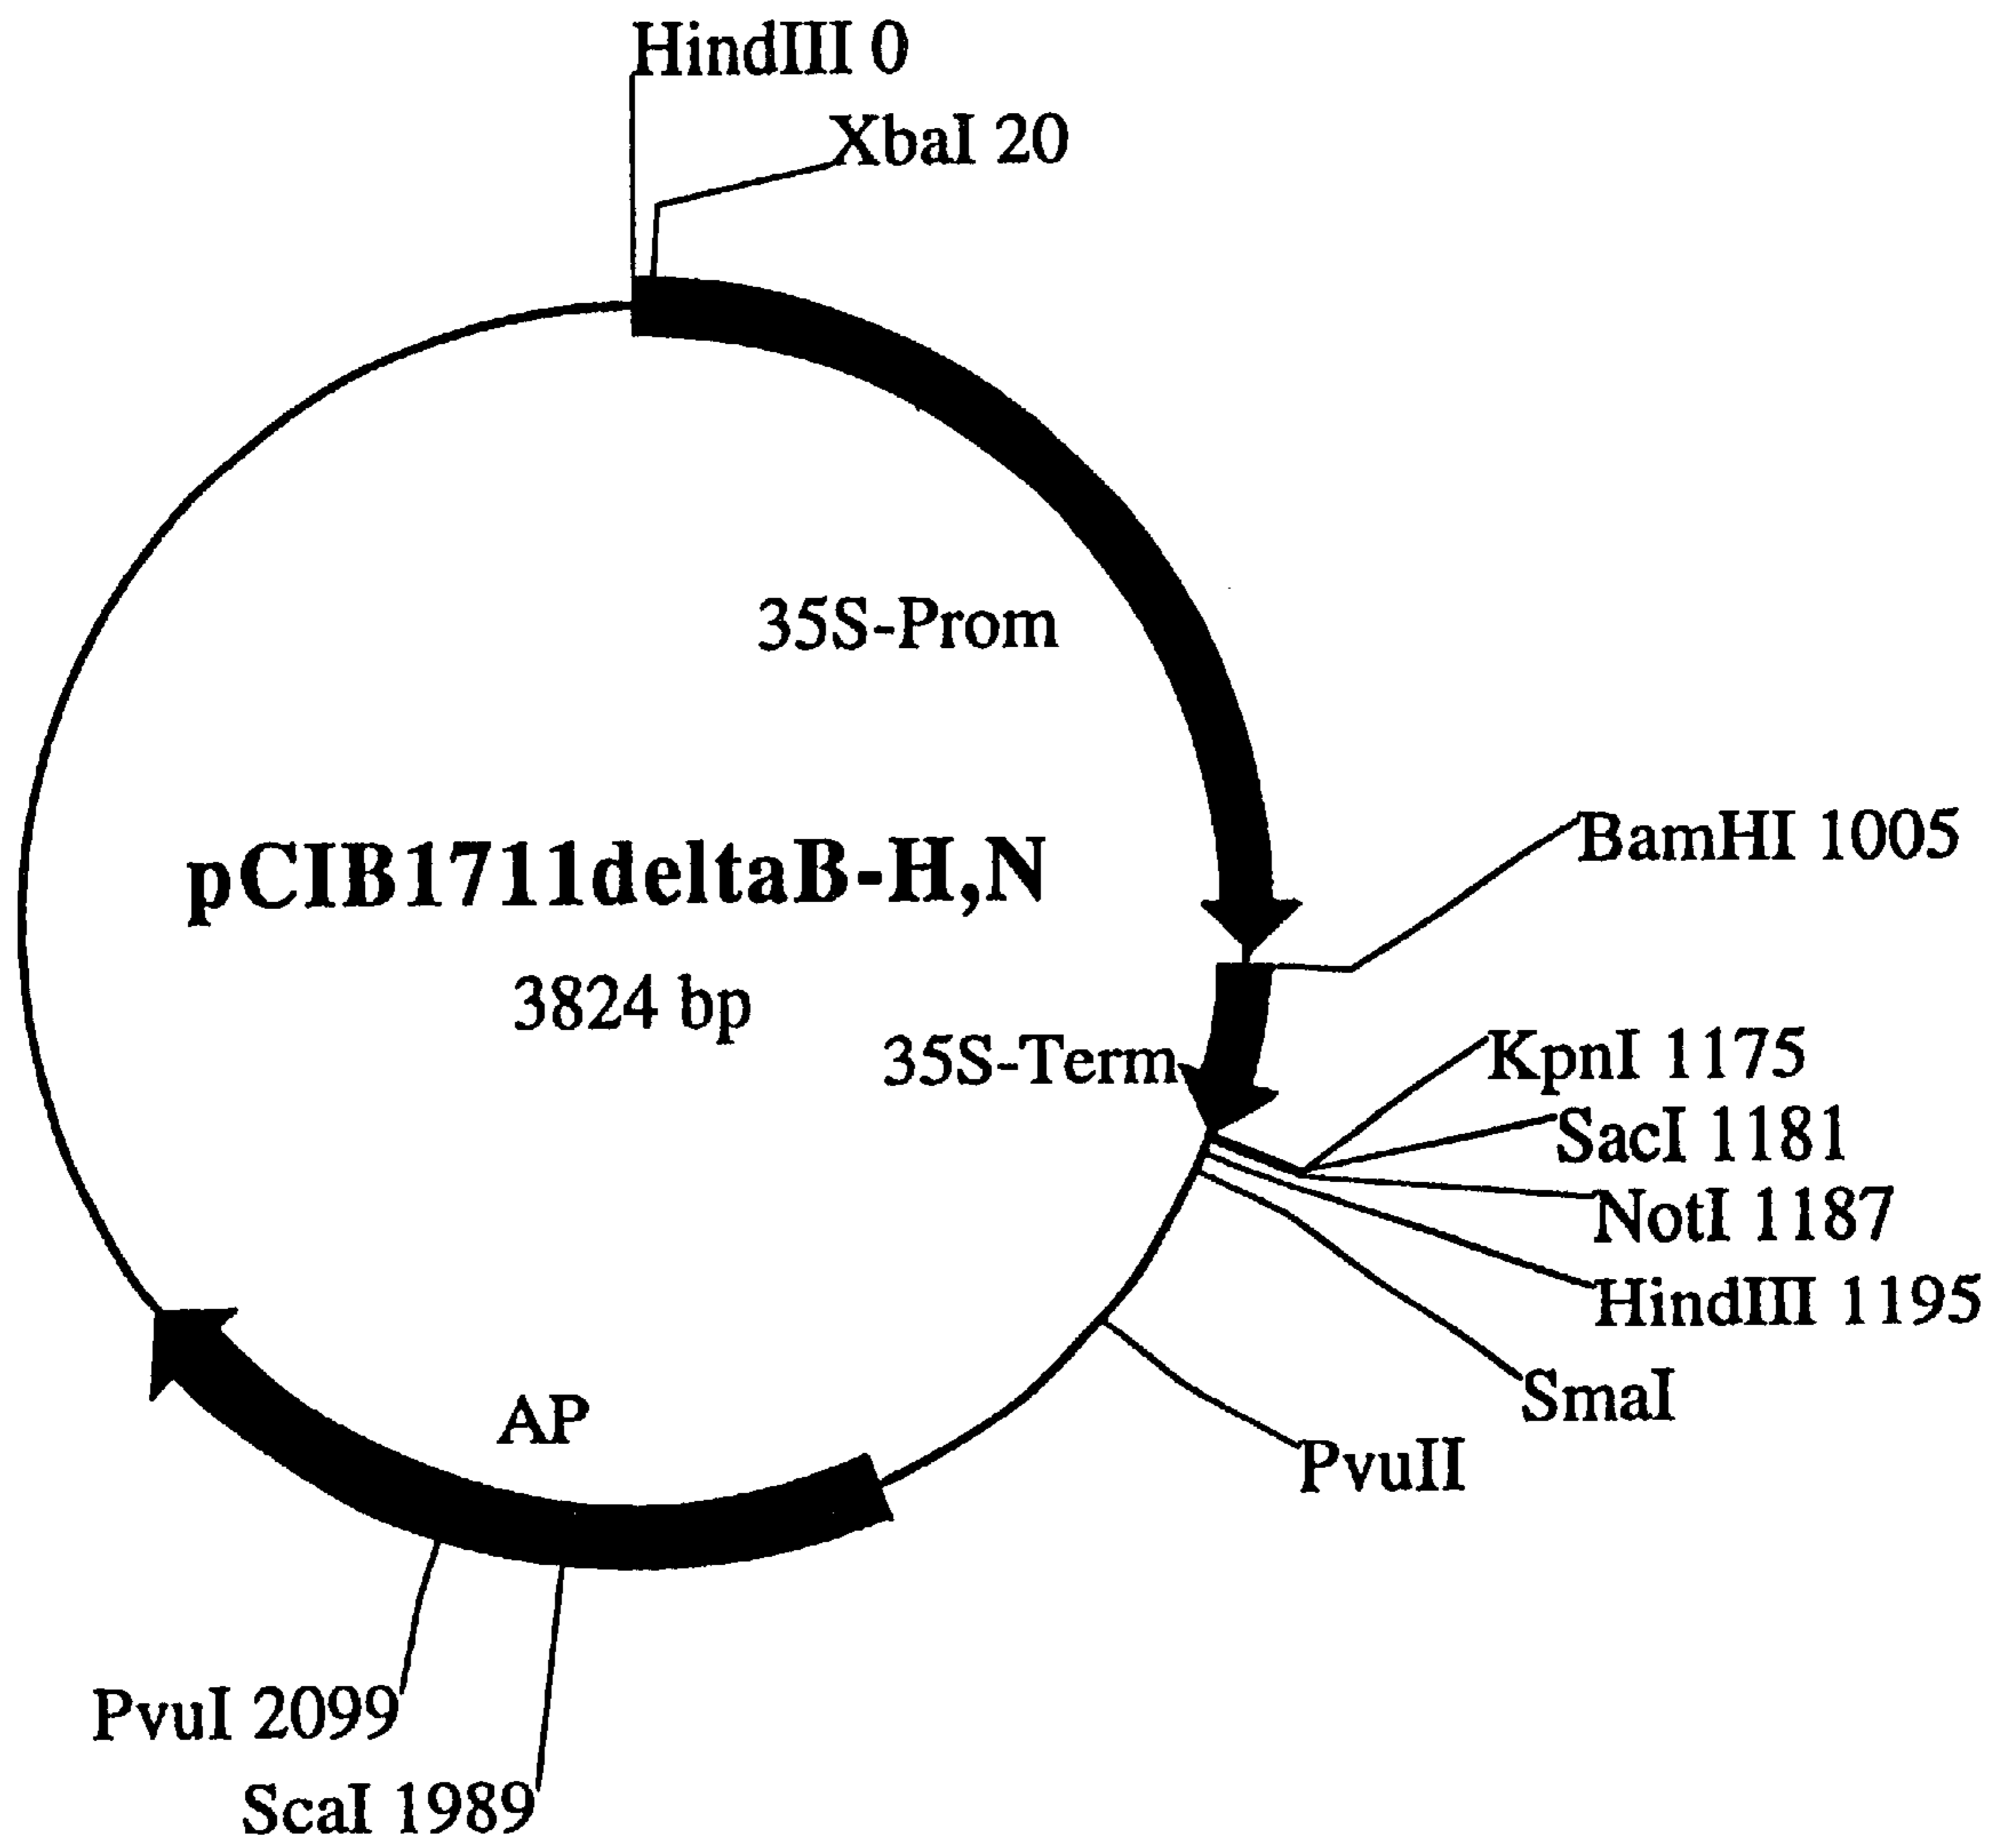 HindIII 0
XbaI 20
35S-Prom
BamHI 1005
pCIB1711deltaB-H,N
3824 bp
35S-Term
KpnI 1175
SacI 1181
NotI 1187
HindIII 1195
SmaI
PvuII
AP
PvuI 2099
ScaI 1989